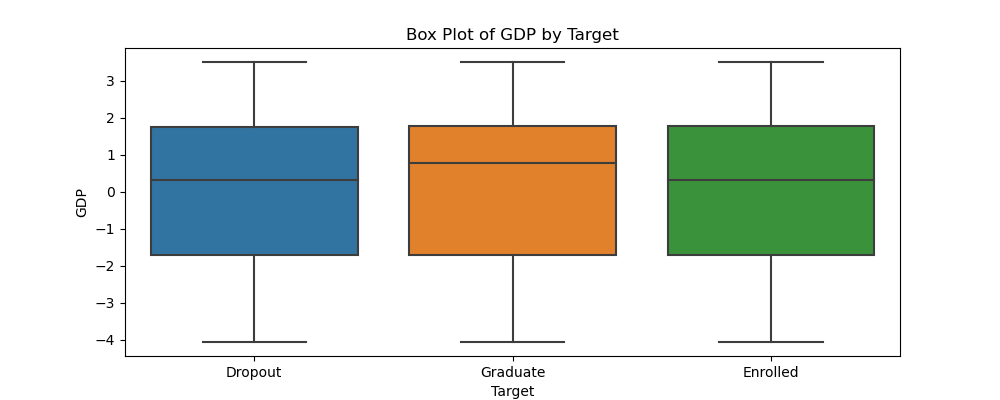 Box Plot of GDP by Target
GDP
3
2
1
0
−1
−2
−3
−4
Dropout Graduate Enrolled
Target